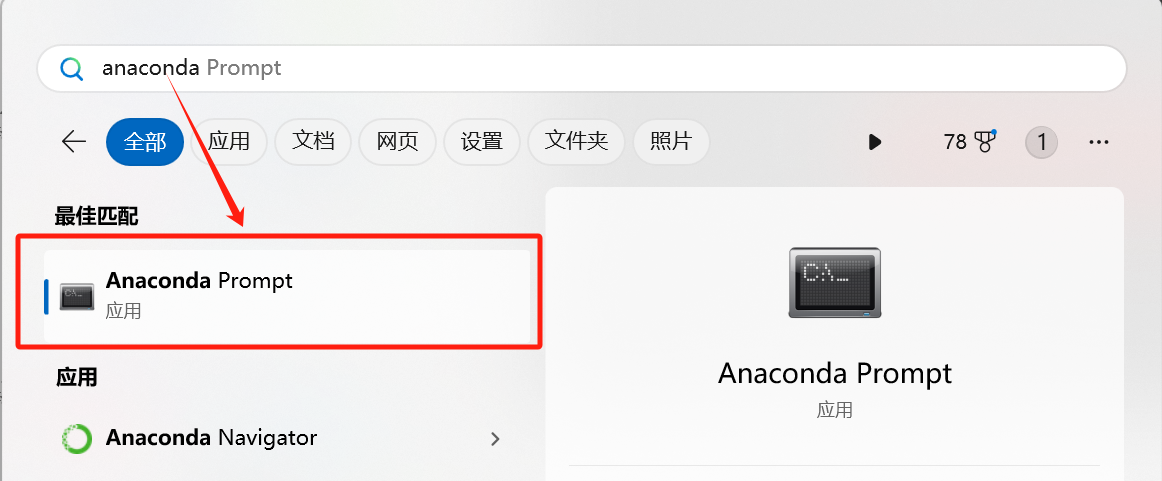 anaconda Prompt
全部 应用 文档 网页 设置 文件夹 照片 78 1
最佳匹配
Anaconda Prompt
应用
应用
Anaconda Navigator
C:\_
Anaconda Prompt
应用